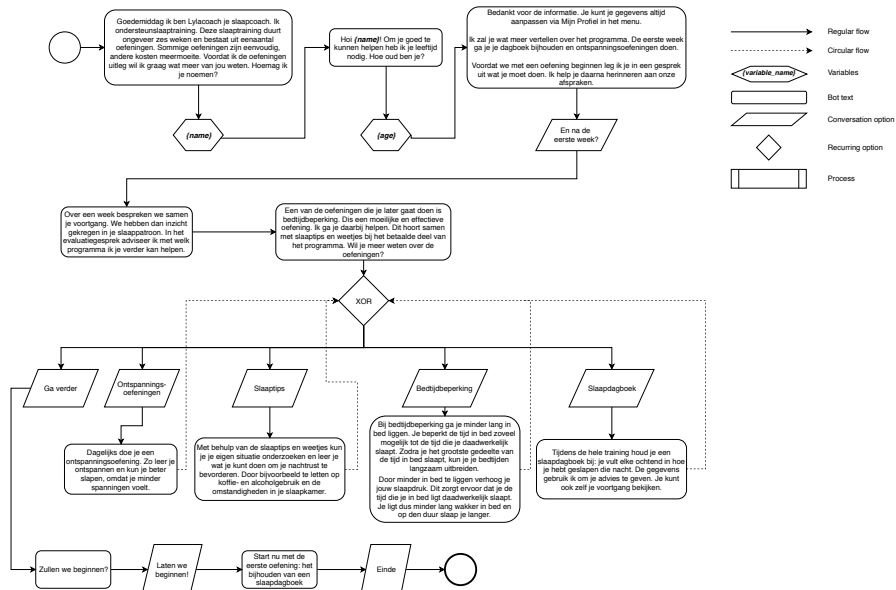 Goedemiddag ik ben Lylacoach je slaapcoach. Ik
ondersteunslaaptraining. Deze slaaptraining duurt
ongeveer zes weken en bestaat uit eenaantal
oefeningen. Sommige oefeningen zijn eenvoudig,
andere kosten meermoeite. Voordat ik de oefeningen
uitleg wil ik graag wat meer van jou weten. Hoemag ik
je noemen?
Hoi {name}! Om je goed te
kunnen helpen heb ik je leeftijd
nodig. Hoe oud ben je?
Bedankt voor de informatie. Je kunt je gegevens altijd
aanpassen via Mijn Profiel in het menu.
Ik zal je wat meer vertellen over het programma. De eerste week
ga je je dagboek bijhouden en ontspanningsoefeningen doen.
Voordat we met een oefening beginnen leg ik je in een gesprek
uit wat je moet doen. Ik help je daarna herinneren aan onze
afspraken.
{name}
{age}
En na de
eerste week?
Regular flow
Circular flow
{variable_name}
Variables
Bot text
Conversation option
Recurring option
Process
Over een week bespreken we samen
je voortgang. We hebben dan inzicht
gekregen in je slaappatroon. In het
evaluatiegesprek adviseer ik met welk
programma ik je verder kan helpen.
Een van de oefeningen die je later gaat doen is
bedtijdbeperking. Dis een moeilijke en effectieve
oefening. Ik ga je daarbij helpen. Dit hoort samen
met slaaptips en weetjes bij het betaalde deel van
het programma. Wil je meer weten over de
oefeningen?
XOR
Ga verder
Ontspannings-
oefeningen
Slaaptips
Bedtijdbeperking
Slaapdagboek
Dagelijks doe je een
ontspanningsoefening. Zo leer je
ontspannen en kun je beter
slapen, omdat je minder
spanningen voelt.
Met behulp van de slaaptips en weetjes kun
je je eigen situatie onderzoeken en leer je
wat je kunt doen om je nachtrust te
bevorderen. Door bijvoorbeeld te letten op
koffie- en alcoholgebruik en de
omstandigheden in je slaapkamer.
Bij bedtijdbeperking ga je minder lang in
bed liggen. Je beperkt de tijd in bed zoveel
mogelijk tot de tijd die je daadwerkelijk
slaapt. Zodra je het grootste gedeelte van
de tijd in bed slaapt, kun je je bedtijden
langzaam uitbreiden.
Door minder in bed te liggen verhoog je
jouw slaapdruk. Dit zorgt ervoor dat je de
tijd die je in bed ligt daadwerkelijk slaapt.
Je ligt dus minder lang wakker in bed en
op den duur slaap je langer.
Tijdens de hele training houd je een
slaapdagboek bij: je vult elke ochtend in hoe
je hebt geslapen die nacht. De gegevens
gebruik ik om je advies te geven. Je kunt
ook zelf je voortgang bekijken.
Zullen we beginnen?
Laten we
beginnen!
Start nu met de
eerste oefening: het
bijhouden van een
slaapdagboek
Einde